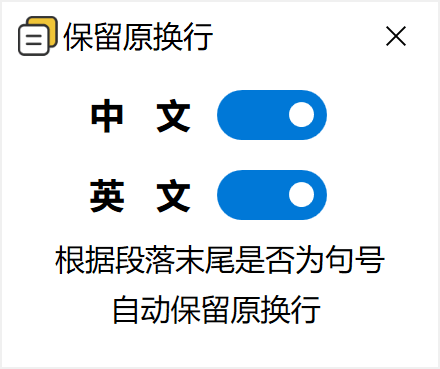 保留原换行
中 文
英 文
根据段落末尾是否为句号
自动保留原换行